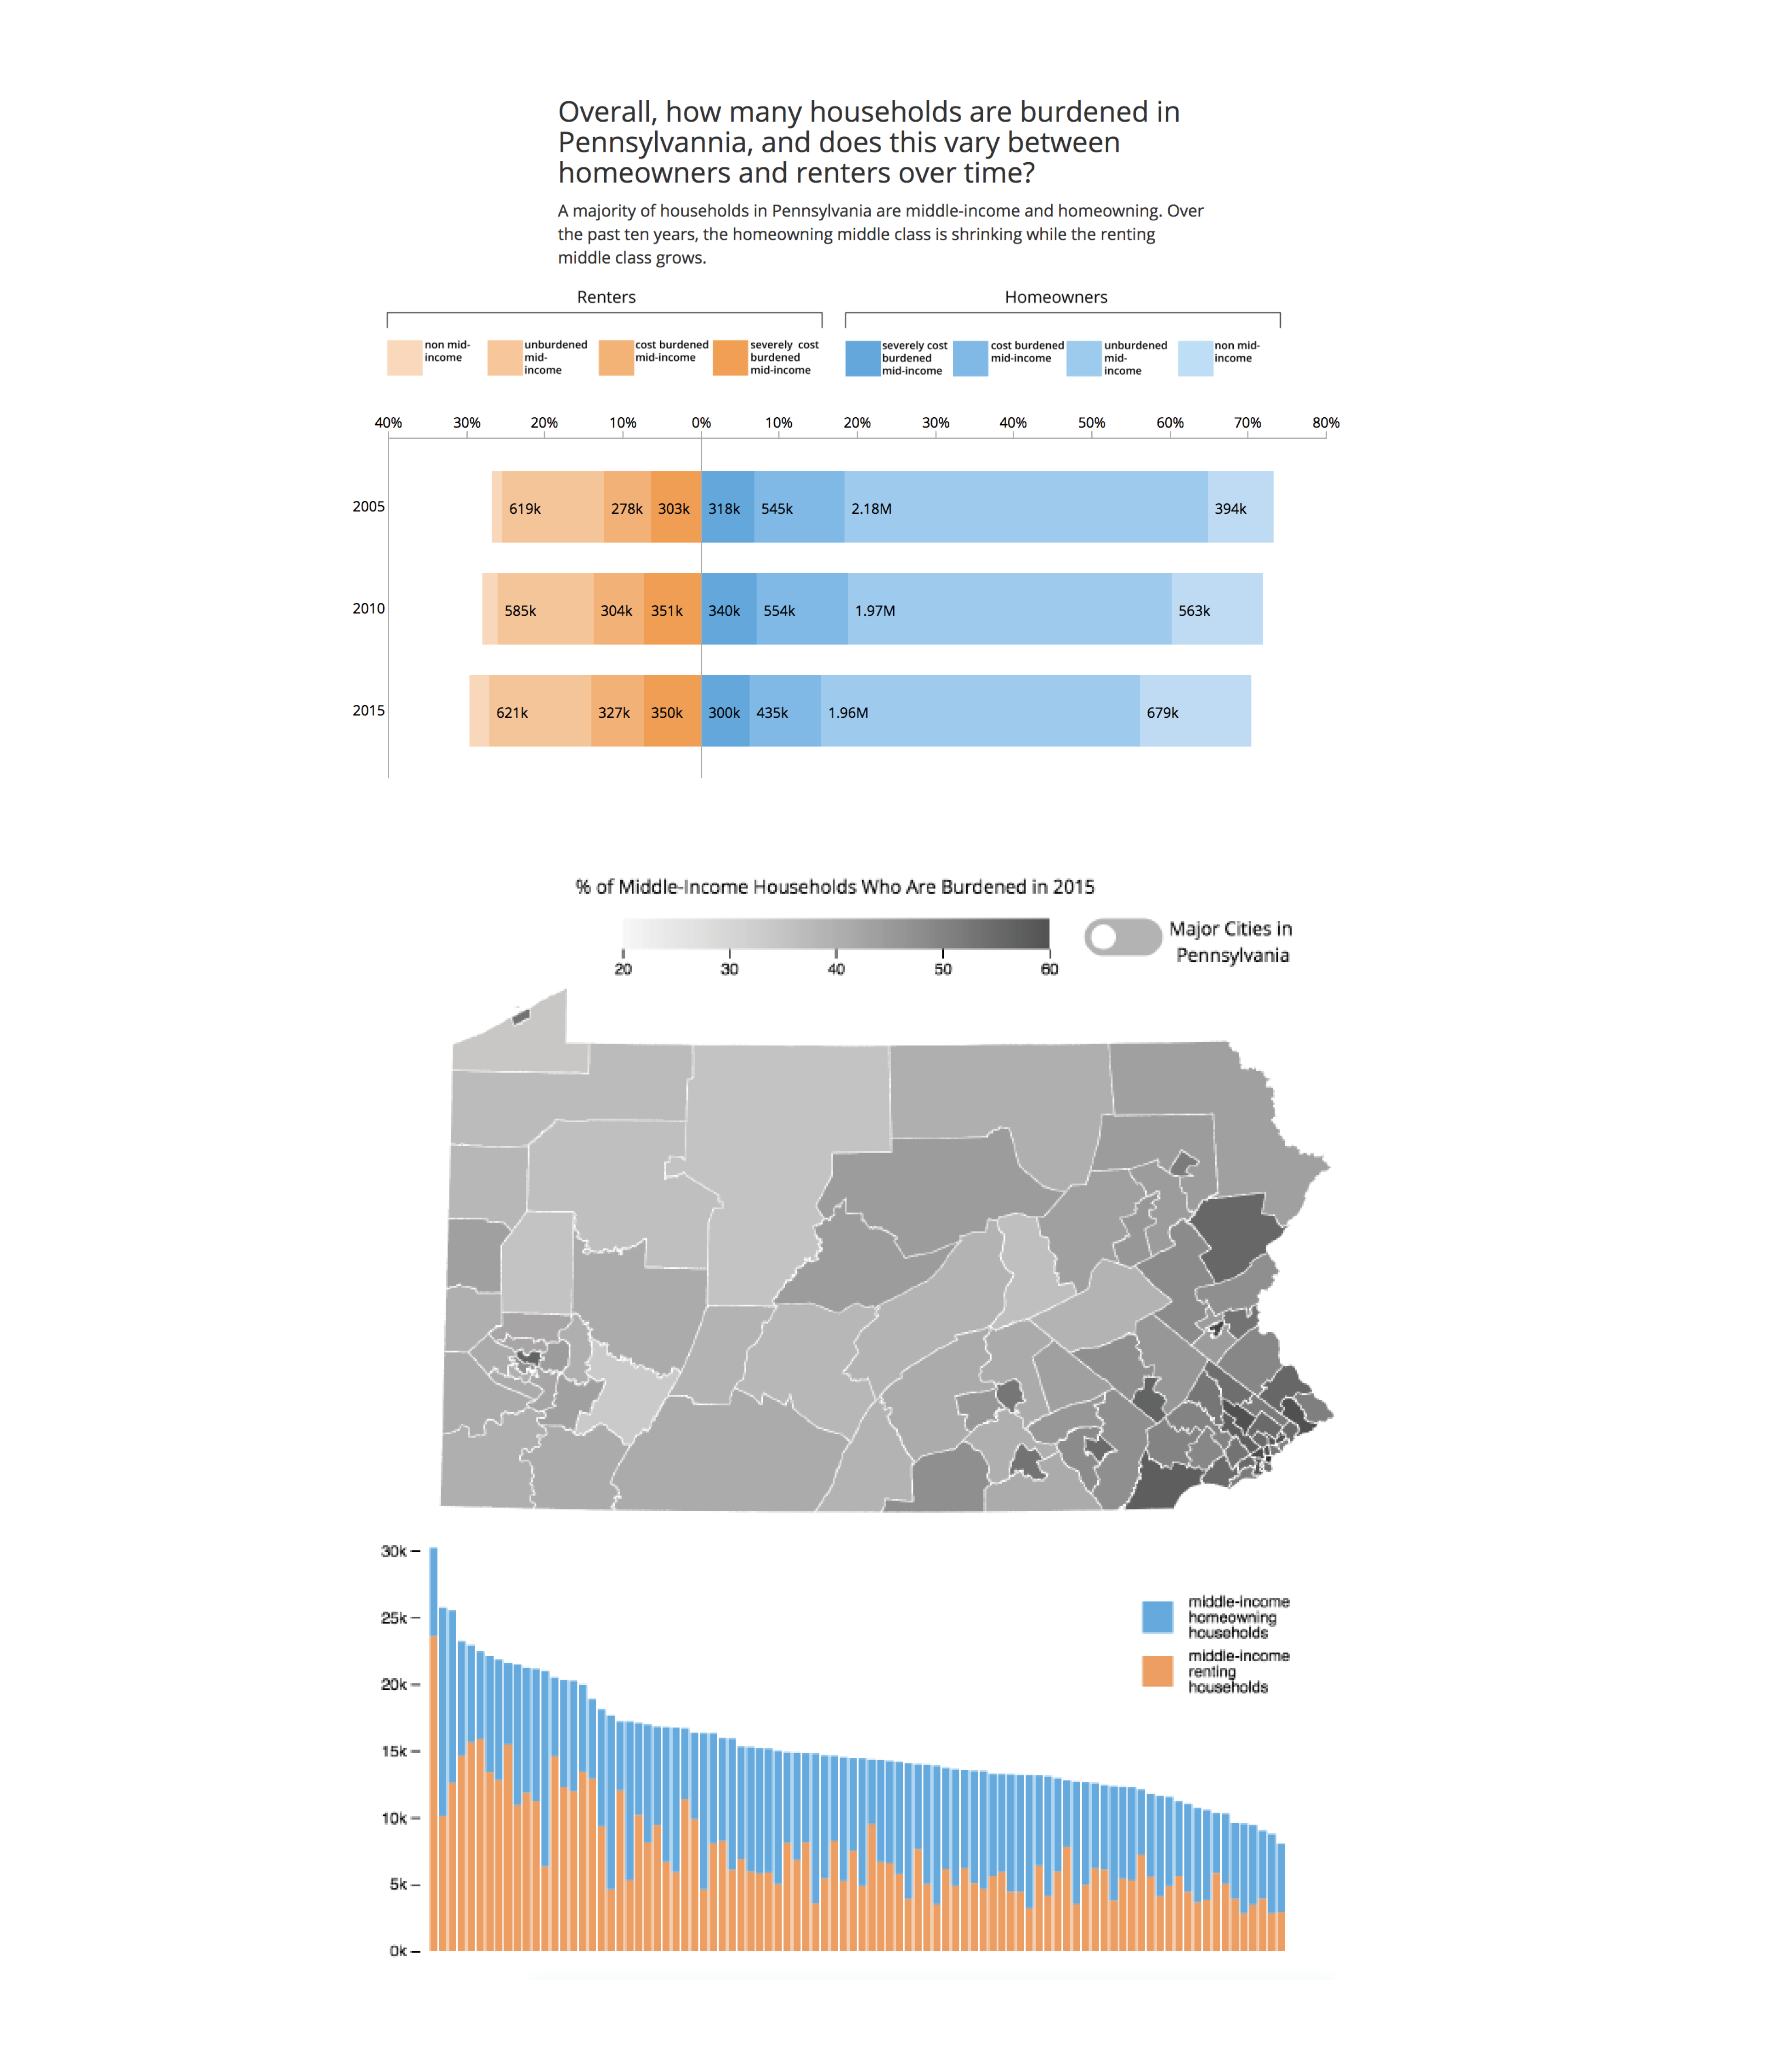 Overall, how many households are burdened in
Pennsylvannia, and does this vary between
homeowners and renters over time?
A majority of households in Pennsylvania are middle-income and homeowning. Over
the past ten years, the homeowning middle class is shrinking while the renting
middle class grows.
Renters
Homeowners
non mid-
income
unburdened
mid-
income
cost burdened
mid-income
severely cost
burdened
mid-income
severely cost
burdened
mid-income
cost burdened
mid-income
unburdened
mid-
income
non mid-
income
40% 30% 20% 10% 0% 10% 20% 30% 40% 50% 60% 70% 80%
2005 619k 278k 303k 318k 545k 2.18M 394k
2010 585k 304k 351k 340k 554k 1.97M 563k
2015 621k 327k 350k 300k 435k 1.96M 679k
% of Middle-Income Households Who Are Burdened in 2015
20 30 40 50 60
Major Cities in
Pennsylvania
30k
25k
20k
15k
10k
5k
0k
middle-income
homeowning
households
middle-income
renting
households